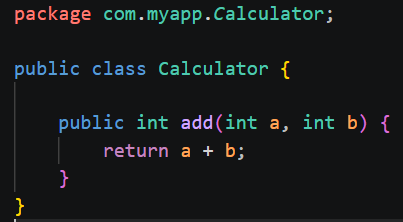 package com.myapp.Calculator;
public class Calculator {
    public int add(int a, int b) {
        return a + b;
    }
}